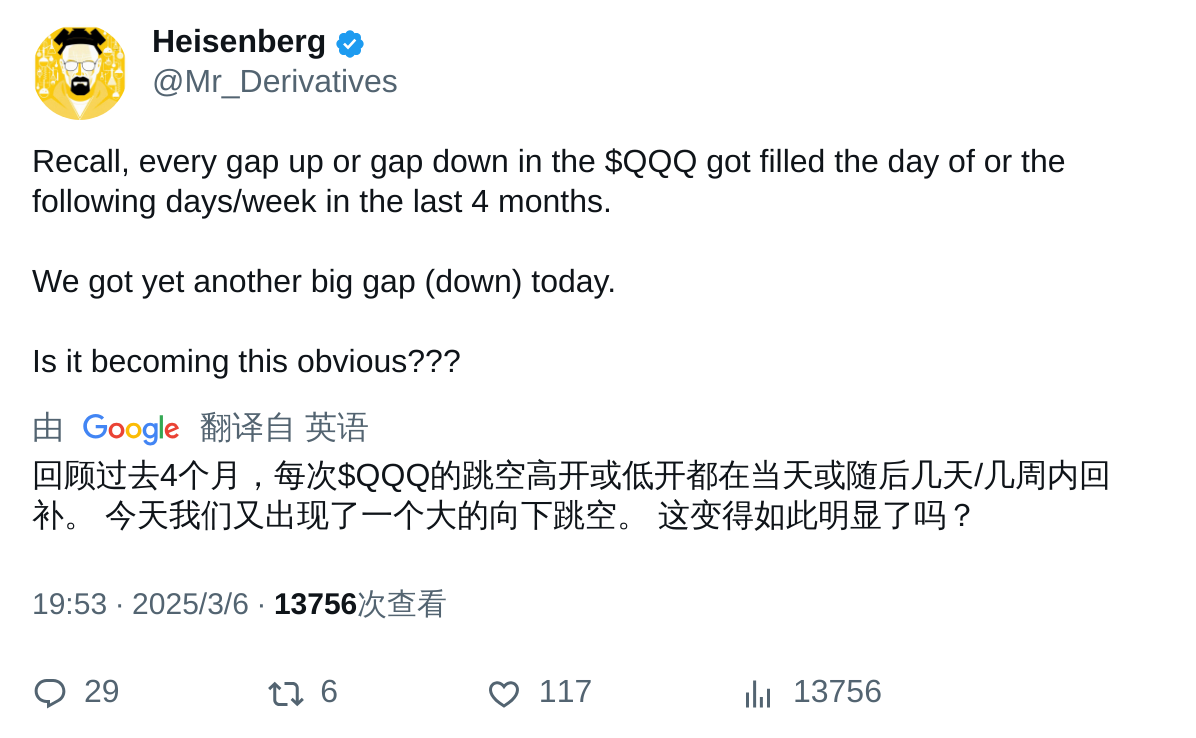 Heisenberg
@Mr_Derivatives
Recall, every gap up or gap down in the $QQQ got filled the day of or the
following days/week in the last 4 months.
We got yet another big gap (down) today.
Is it becoming this obvious???
由 Google 翻译自 英语
回顾过去4个月，每次$QQQ的跳空高开或低开都在当天或随后几天/几周内回
补。 今天我们又出现了一个大的向下跳空。 这变得如此明显了吗？
19:53 · 2025/3/6 · 13756次查看
29 6 117 13756